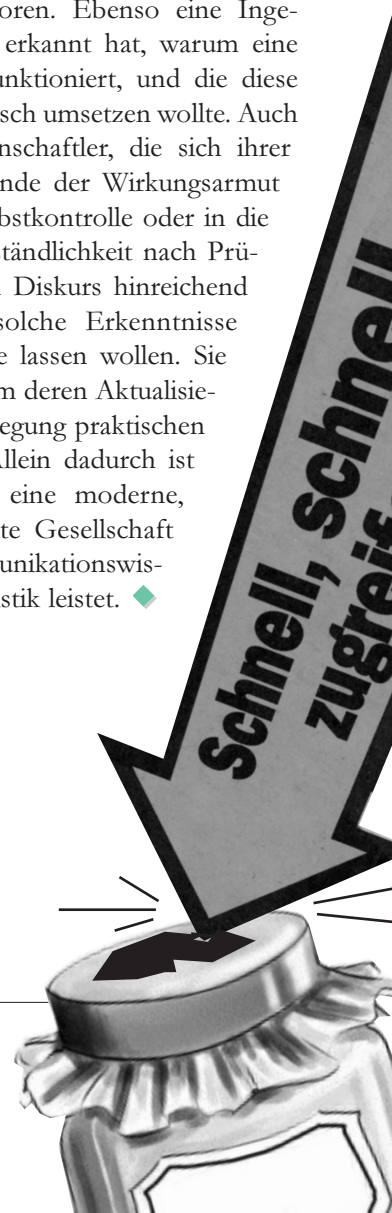 oren. Ebenso eine Inge-
erkannt hat, warum eine
unktioniert, und die diese
sch umsetzen wollte. Auch
nschaftler, die sich ihrer
nde der Wirkungsarmut
bstkontrolle oder in die
tändlichkeit nach Prü-
Diskurs hinreichend
solche Erkenntnisse
e lassen wollen. Sie
m deren Aktualisie-
egung praktischen
Allein dadurch ist
eine moderne,
te Gesellschaft
unikationswis-
stik leistet.
Schnell, schnell
zugreif